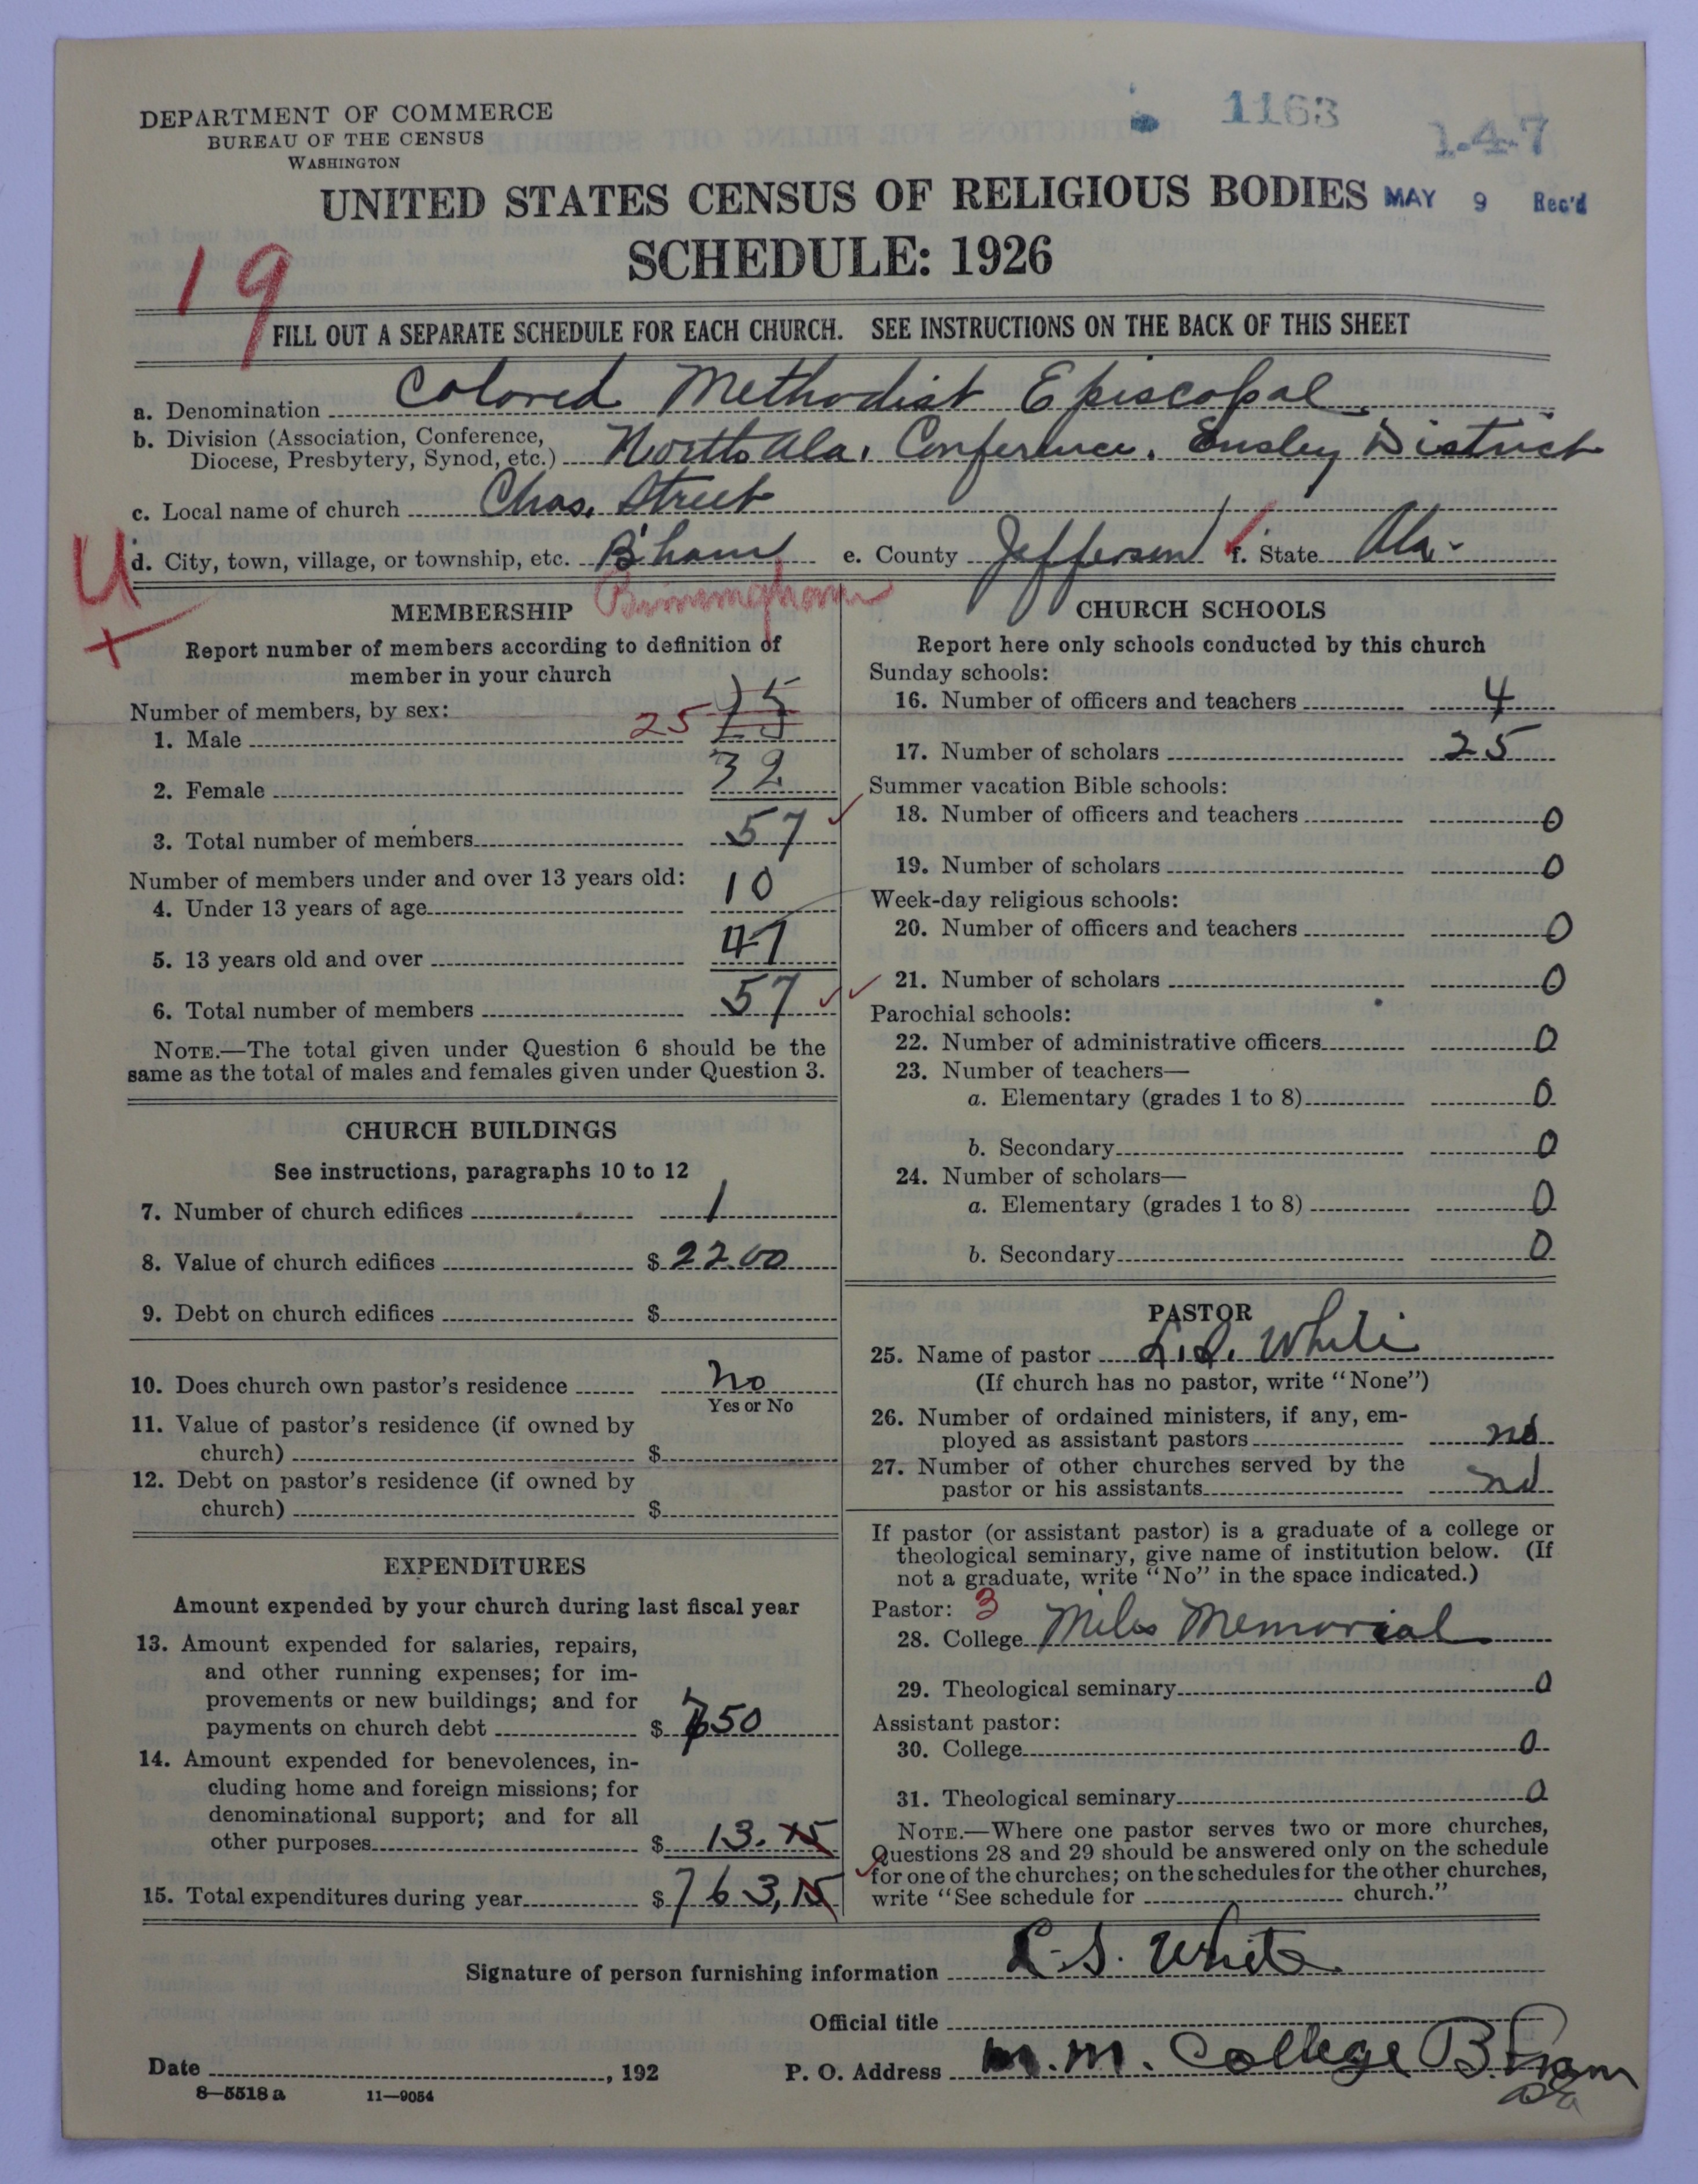 DEPARTMENT OF COMMERCE
BUREAU OF THE CENSUS
WASHINGTON
1163
1-47
UNITED STATES CENSUS OF RELIGIOUS BODIES
MAY 9 Rec'd
SCHEDULE: 1926
19
FILL OUT A SEPARATE SCHEDULE FOR EACH CHURCH. SEE INSTRUCTIONS ON THE BACK OF THIS SHEET
a. Denomination Colored Methodist Episcopal
b. Division (Association, Conference, Diocese, Presbytery, Synod, etc.) North Ala. Conference. Ensley District
c. Local name of church Chas. Street
d. City, town, village, or township, etc. B'ham e. County Jefferson f. State Ala.
Birmingham
MEMBERSHIP
Report number of members according to definition of
member in your church
Number of members, by sex:
1. Male 25
2. Female 32
3. Total number of members 57
Number of members under and over 13 years old:
4. Under 13 years of age 10
5. 13 years old and over 47
6. Total number of members 57
NOTE.—The total given under Question 6 should be the
same as the total of males and females given under Question 3.
CHURCH BUILDINGS
See instructions, paragraphs 10 to 12
7. Number of church edifices 1
8. Value of church edifices $ 2200
9. Debt on church edifices $
10. Does church own pastor's residence no
Yes or No
11. Value of pastor's residence (if owned by
church) $
12. Debt on pastor's residence (if owned by
church) $
EXPENDITURES
Amount expended by your church during last fiscal year
13. Amount expended for salaries, repairs,
and other running expenses; for im-
provements or new buildings; and for
payments on church debt $ 750
14. Amount expended for benevolences, in-
cluding home and foreign missions; for
denominational support; and for all
other purposes $ 13.15
15. Total expenditures during year $ 763,15
CHURCH SCHOOLS
Report here only schools conducted by this church
Sunday schools:
16. Number of officers and teachers 4
17. Number of scholars 25
Summer vacation Bible schools:
18. Number of officers and teachers 0
19. Number of scholars 0
Week-day religious schools:
20. Number of officers and teachers 0
21. Number of scholars 0
Parochial schools:
22. Number of administrative officers 0
23. Number of teachers—
a. Elementary (grades 1 to 8) 0
b. Secondary 0
24. Number of scholars—
a. Elementary (grades 1 to 8) 0
b. Secondary 0
PASTOR
25. Name of pastor L.S. White
(If church has no pastor, write "None")
26. Number of ordained ministers, if any, em-
ployed as assistant pastors no
27. Number of other churches served by the
pastor or his assistants no
If pastor (or assistant pastor) is a graduate of a college or
theological seminary, give name of institution below. (If
not a graduate, write "No" in the space indicated.)
Pastor: 3
28. College Miles Memorial
29. Theological seminary 0
Assistant pastor:
30. College 0
31. Theological seminary 0
NOTE.—Where one pastor serves two or more churches,
Questions 28 and 29 should be answered only on the schedule
for one of the churches; on the schedules for the other churches,
write "See schedule for church."
Signature of person furnishing information L.S. White
Official title
Date , 192 P. O. Address M. M. College B'ham
8—5518 a 11—9054